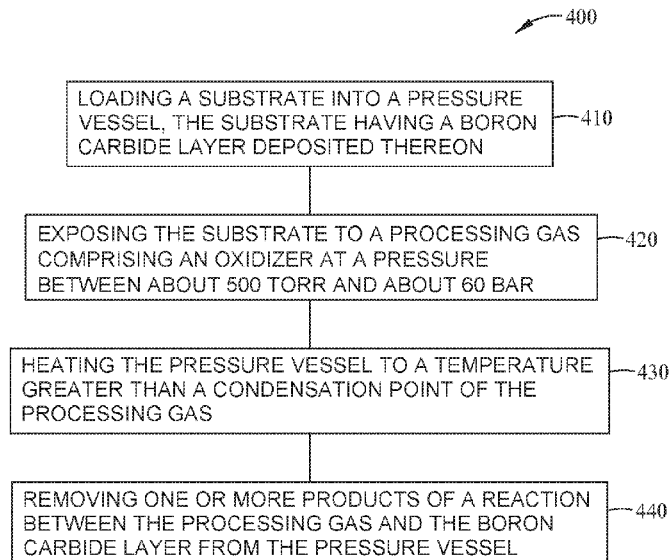 400
LOADING A SUBSTRATE INTO A PRESSURE
VESSEL, THE SUBSTRATE HAVING A BORON
CARBIDE LAYER DEPOSITED THEREON
410
EXPOSING THE SUBSTRATE TO A PROCESSING GAS
COMPRISING AN OXIDIZER AT A PRESSURE
BETWEEN ABOUT 500 TORR AND ABOUT 60 BAR
420
HEATING THE PRESSURE VESSEL TO A TEMPERATURE
GREATER THAN A CONDENSATION POINT OF THE
PROCESSING GAS
430
REMOVING ONE OR MORE PRODUCTS OF A REACTION
BETWEEN THE PROCESSING GAS AND THE BORON
CARBIDE LAYER FROM THE PRESSURE VESSEL
440